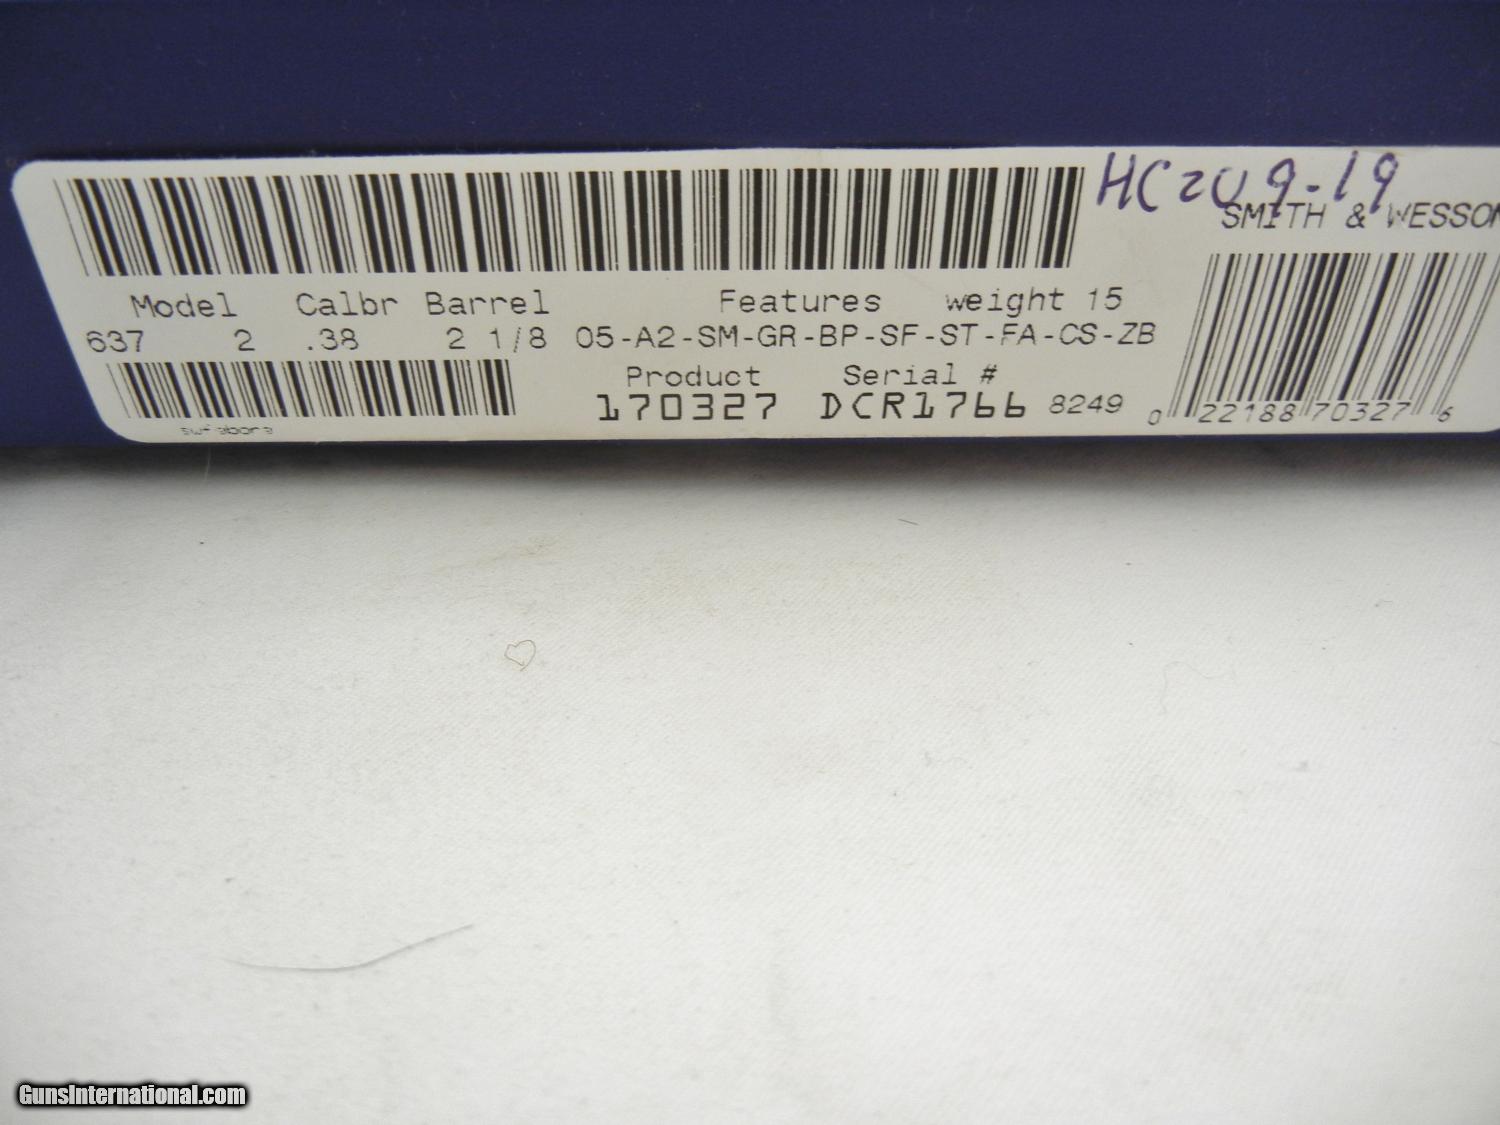 HC209-19
SMITH & WESSON
Model Calbr Barrel Features weight 15
637 2 .38 2 1/8 05-A2-SM-GR-BP-SF-ST-FA-CS-ZB
Product Serial #
170327 DCR1766 8249
0 22188 70327 6
GunsInternational.com